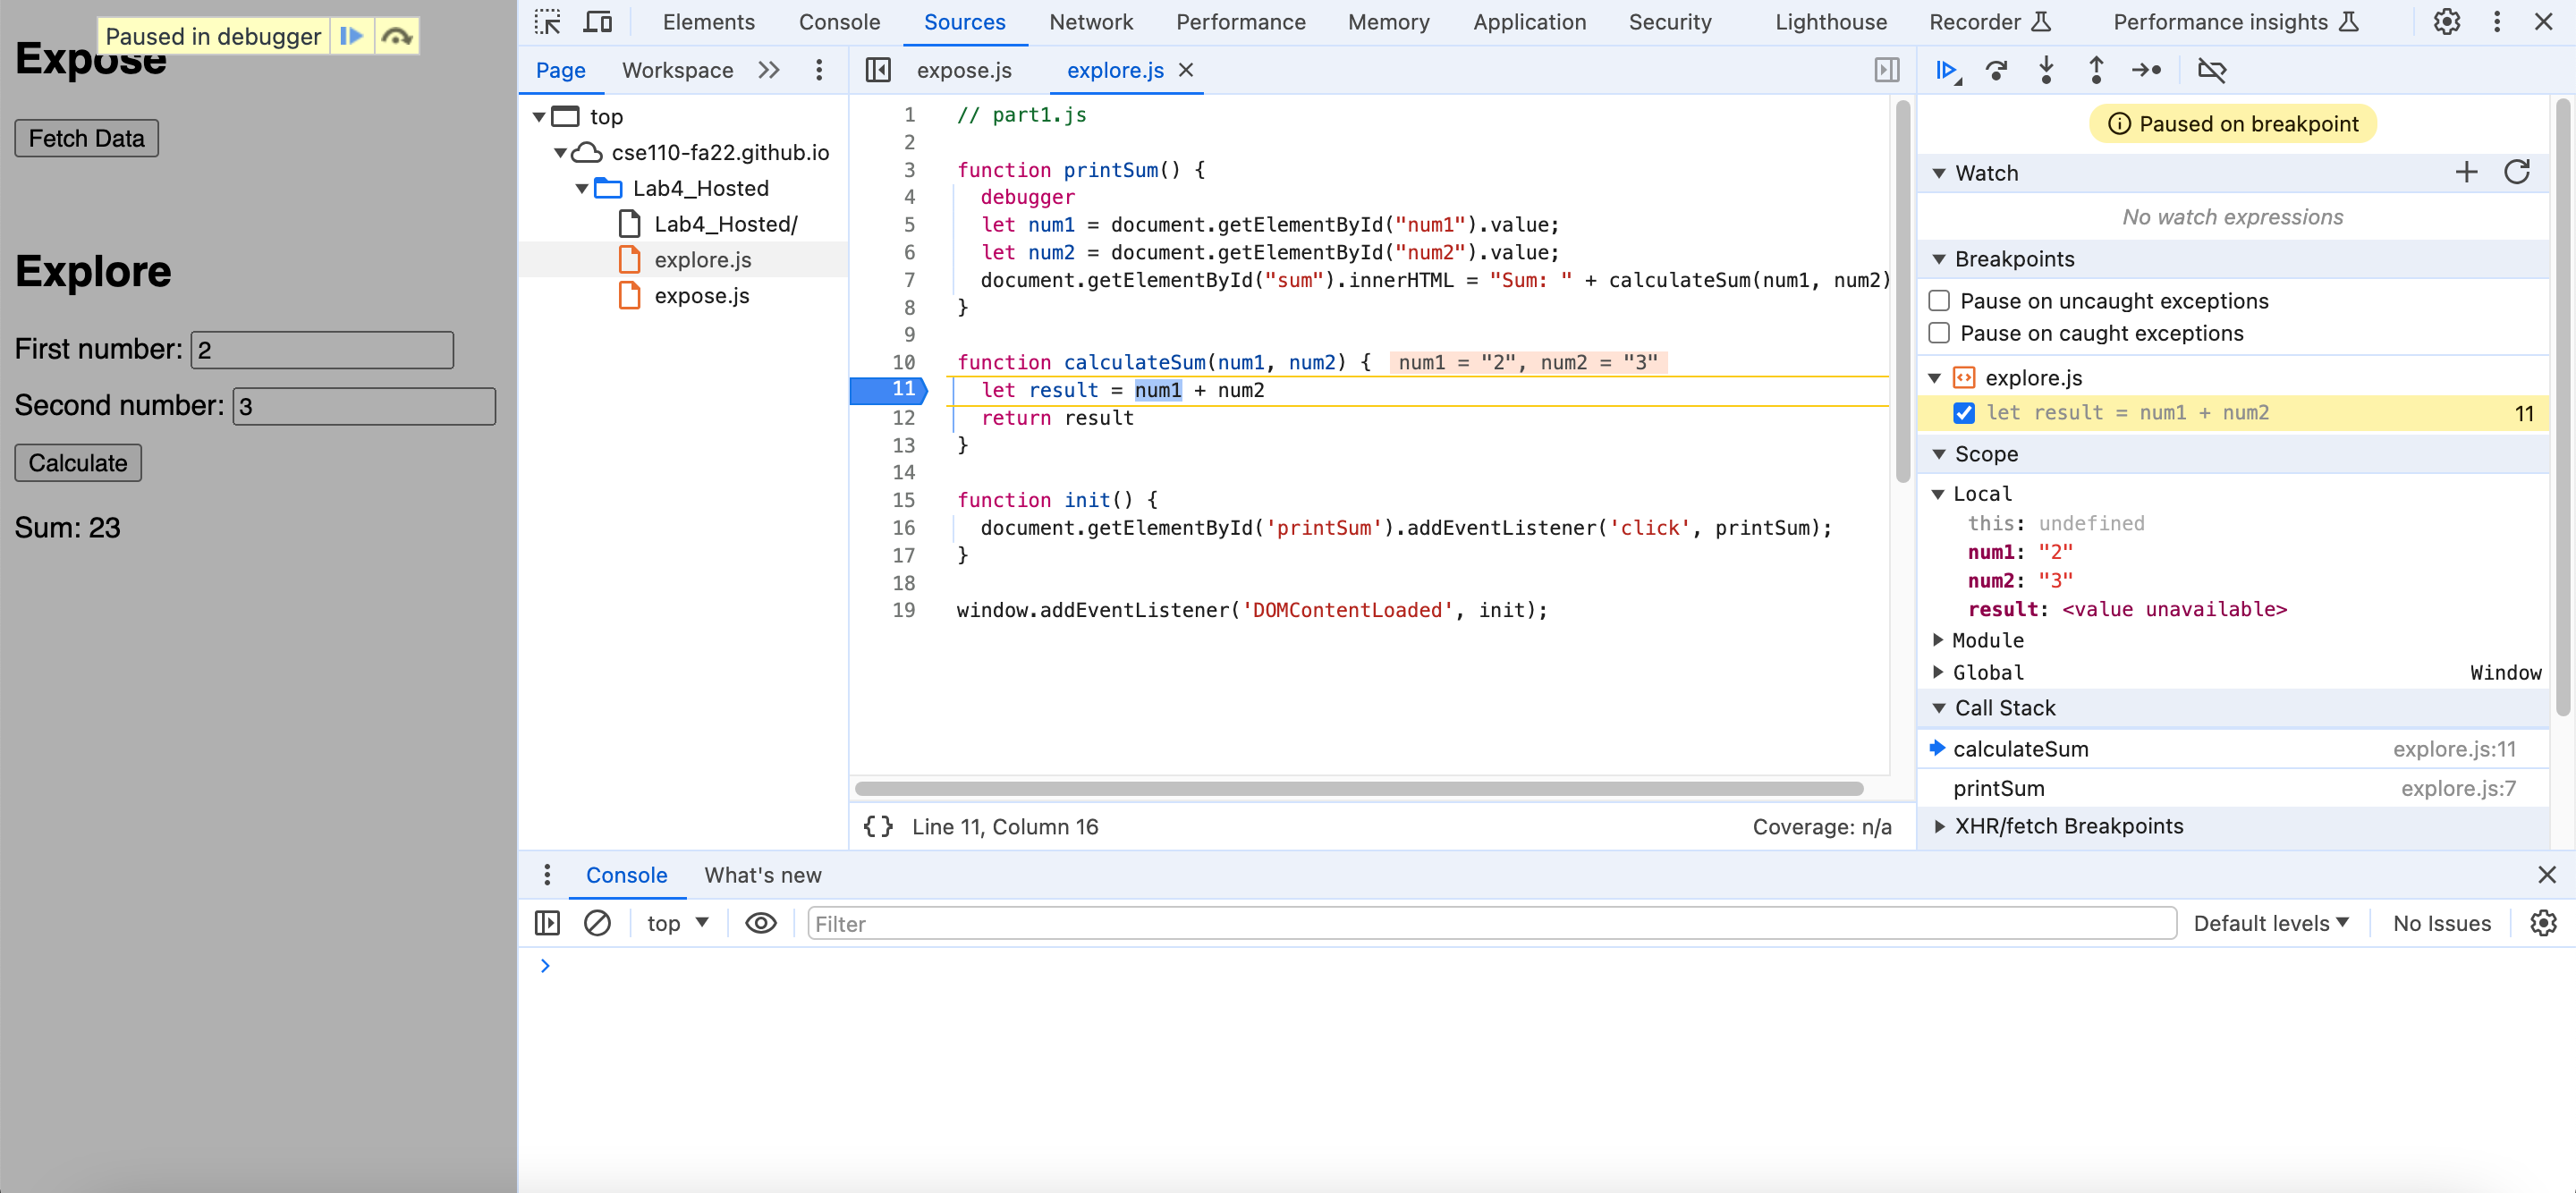 Paused in debugger
Expose
Fetch Data
Explore
First number: 2
Second number: 3
Calculate
Sum: 23
Elements Console Sources Network Performance Memory Application Security Lighthouse Recorder Performance insights
Page Workspace
top
cse110-fa22.github.io
Lab4_Hosted
Lab4_Hosted/
explore.js
expose.js
expose.js explore.js
1 // part1.js
2
3 function printSum() {
4 debugger
5 let num1 = document.getElementById("num1").value;
6 let num2 = document.getElementById("num2").value;
7 document.getElementById("sum").innerHTML = "Sum: " + calculateSum(num1, num2)
8 }
9
10 function calculateSum(num1, num2) { num1 = "2", num2 = "3"
11 let result = num1 + num2
12 return result
13 }
14
15 function init() {
16 document.getElementById('printSum').addEventListener('click', printSum);
17 }
18
19 window.addEventListener('DOMContentLoaded', init);
{} Line 11, Column 16 Coverage: n/a
Paused on breakpoint
Watch
No watch expressions
Breakpoints
Pause on uncaught exceptions
Pause on caught exceptions
explore.js
let result = num1 + num2 11
Scope
Local
this: undefined
num1: "2"
num2: "3"
result: <value unavailable>
Module
Global Window
Call Stack
calculateSum explore.js:11
printSum explore.js:7
XHR/fetch Breakpoints
Console What's new
top Filter Default levels No Issues